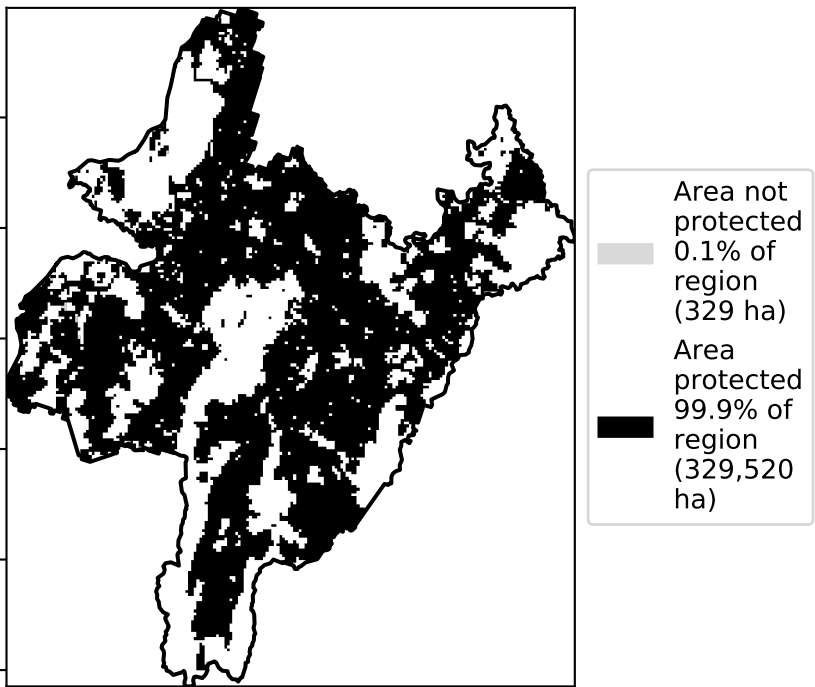 Area not
protected
0.1% of
region
(329 ha)
Area
protected
99.9% of
region
(329,520
ha)